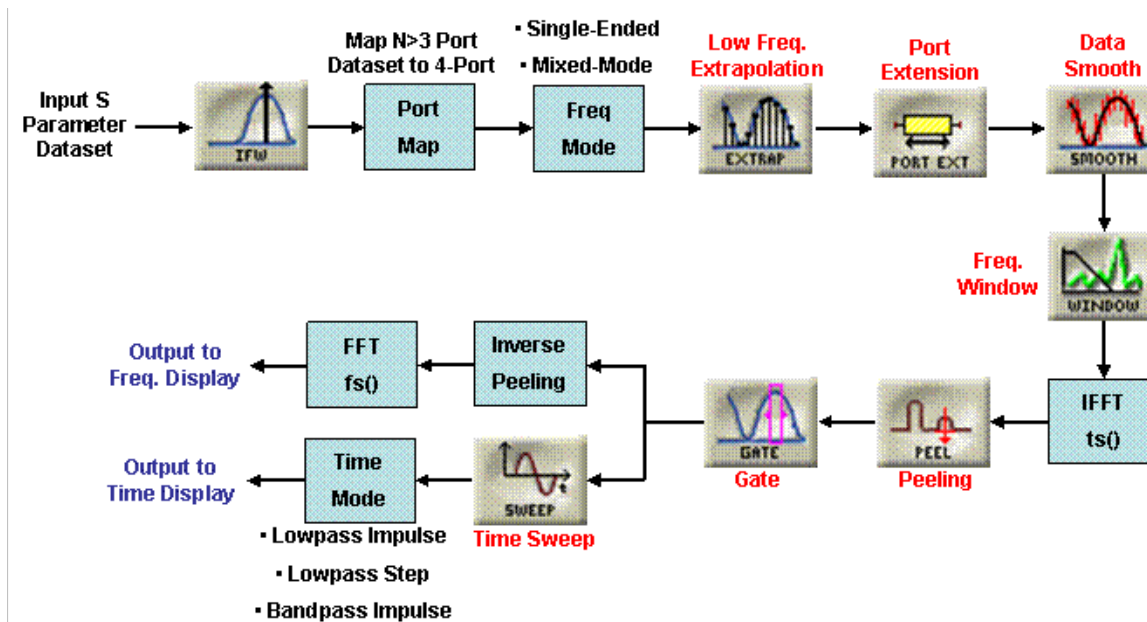 Input S
Parameter
Dataset
IFW
Map N>3 Port
Dataset to 4-Port
Port
Map
▪ Single-Ended
▪ Mixed-Mode
Freq
Mode
Low Freq.
Extrapolation
EXTRAP
Port
Extension
PORT EXT
Data
Smooth
SMOOTH
Freq.
Window
WINDOW
IFFT
ts()
PEEL
Peeling
GATE
Gate
Inverse
Peeling
FFT
fs()
Output to
Freq. Display
t
SWEEP
Time Sweep
Time
Mode
Output to
Time Display
▪ Lowpass Impulse
▪ Lowpass Step
▪ Bandpass Impulse